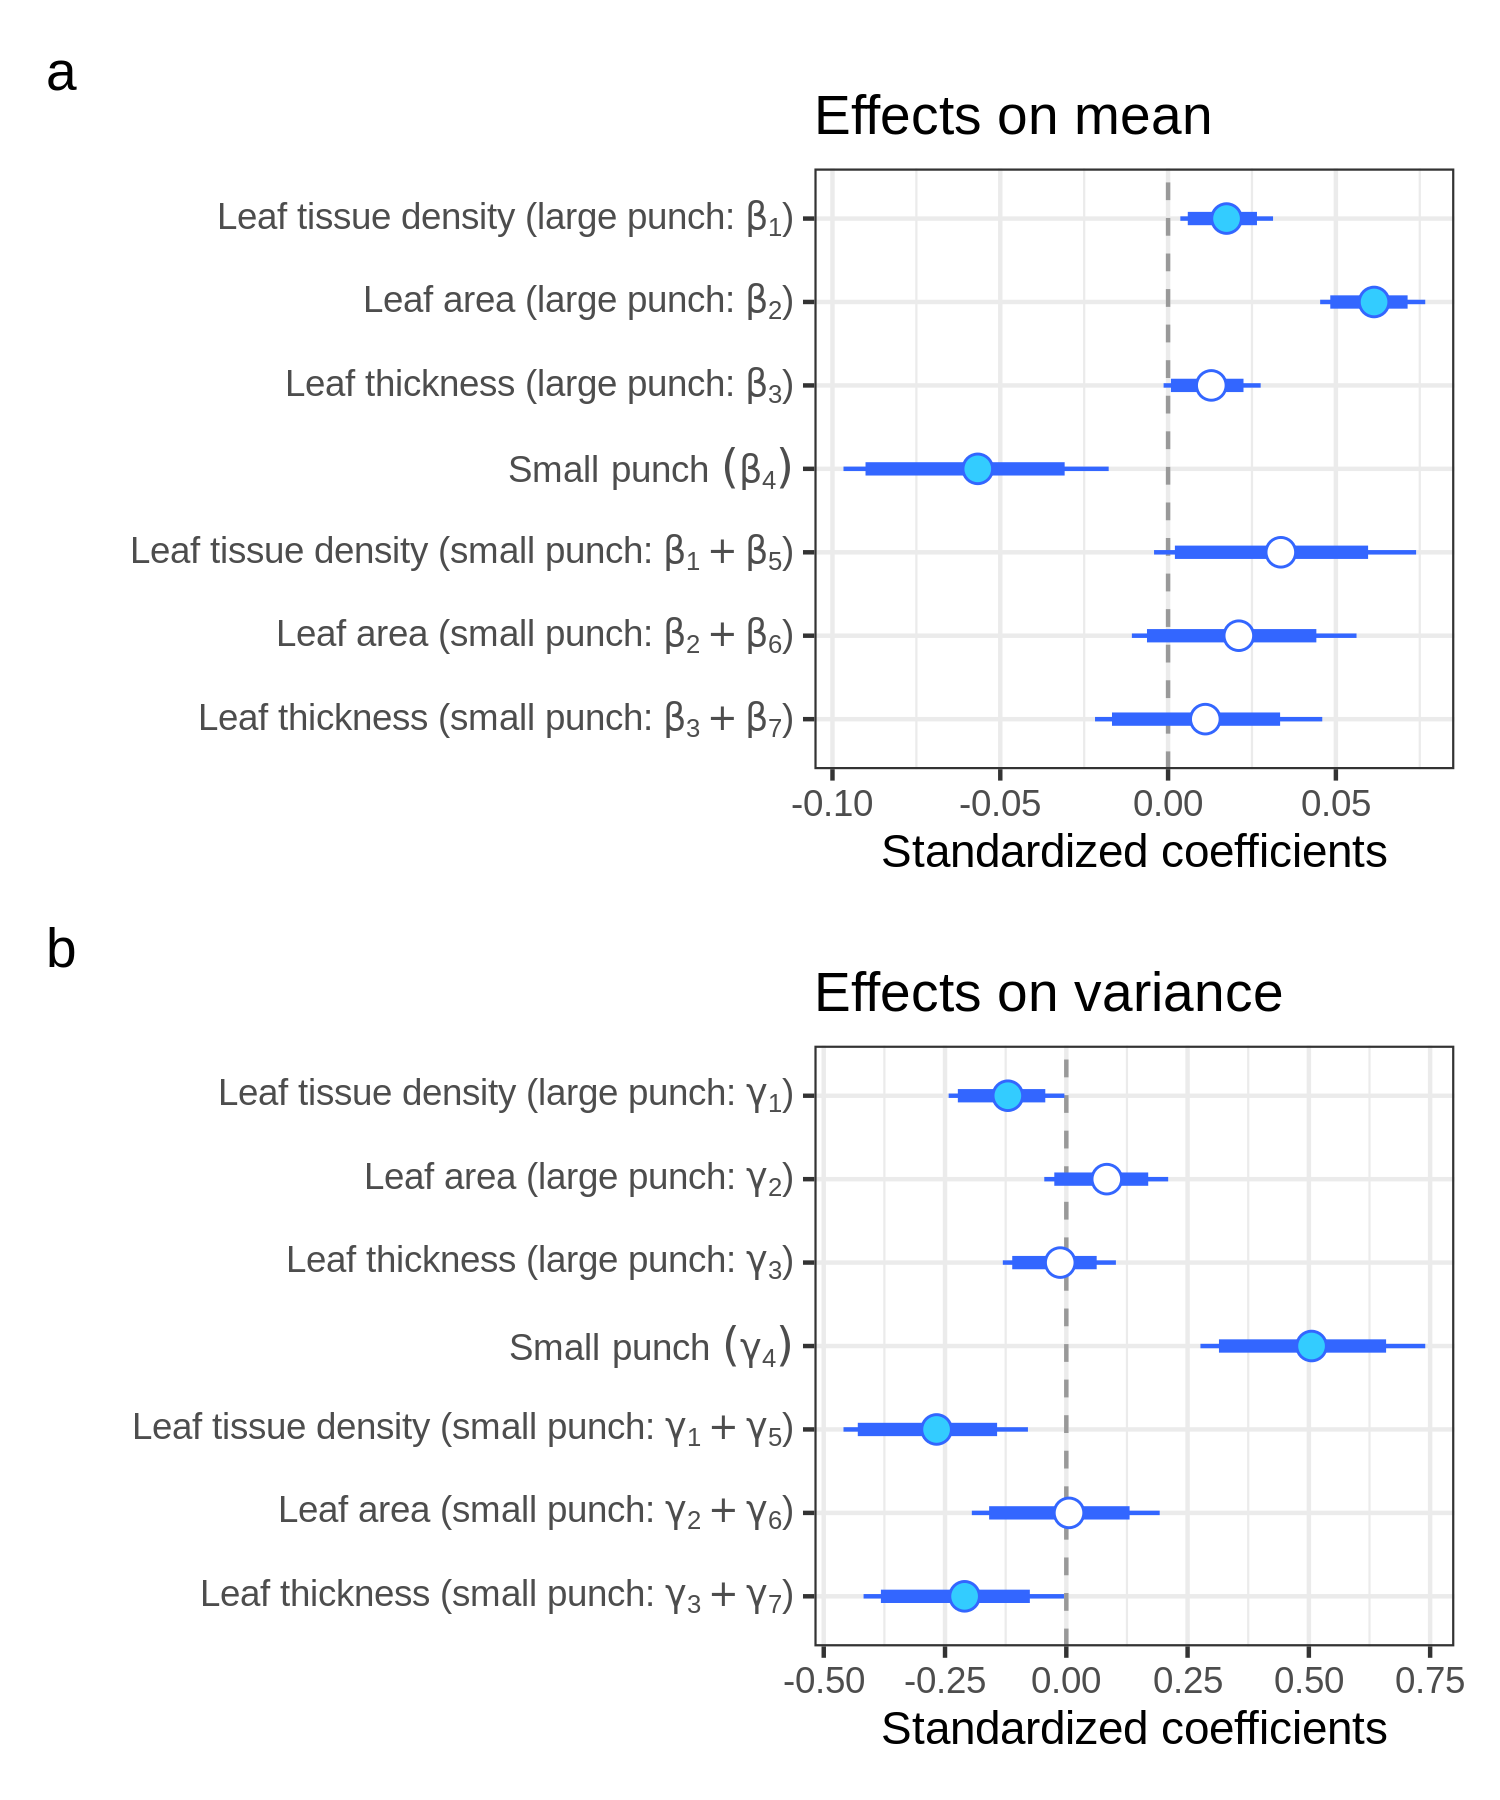 a
Effects on mean
Leaf tissue density (large punch: β₁)
Leaf area (large punch: β₂)
Leaf thickness (large punch: β₃)
Small punch (β₄)
Leaf tissue density (small punch: β₁ + β₅)
Leaf area (small punch: β₂ + β₆)
Leaf thickness (small punch: β₃ + β₇)
-0.10 -0.05 0.00 0.05
Standardized coefficients
b
Effects on variance
Leaf tissue density (large punch: γ₁)
Leaf area (large punch: γ₂)
Leaf thickness (large punch: γ₃)
Small punch (γ₄)
Leaf tissue density (small punch: γ₁ + γ₅)
Leaf area (small punch: γ₂ + γ₆)
Leaf thickness (small punch: γ₃ + γ₇)
-0.50 -0.25 0.00 0.25 0.50 0.75
Standardized coefficients